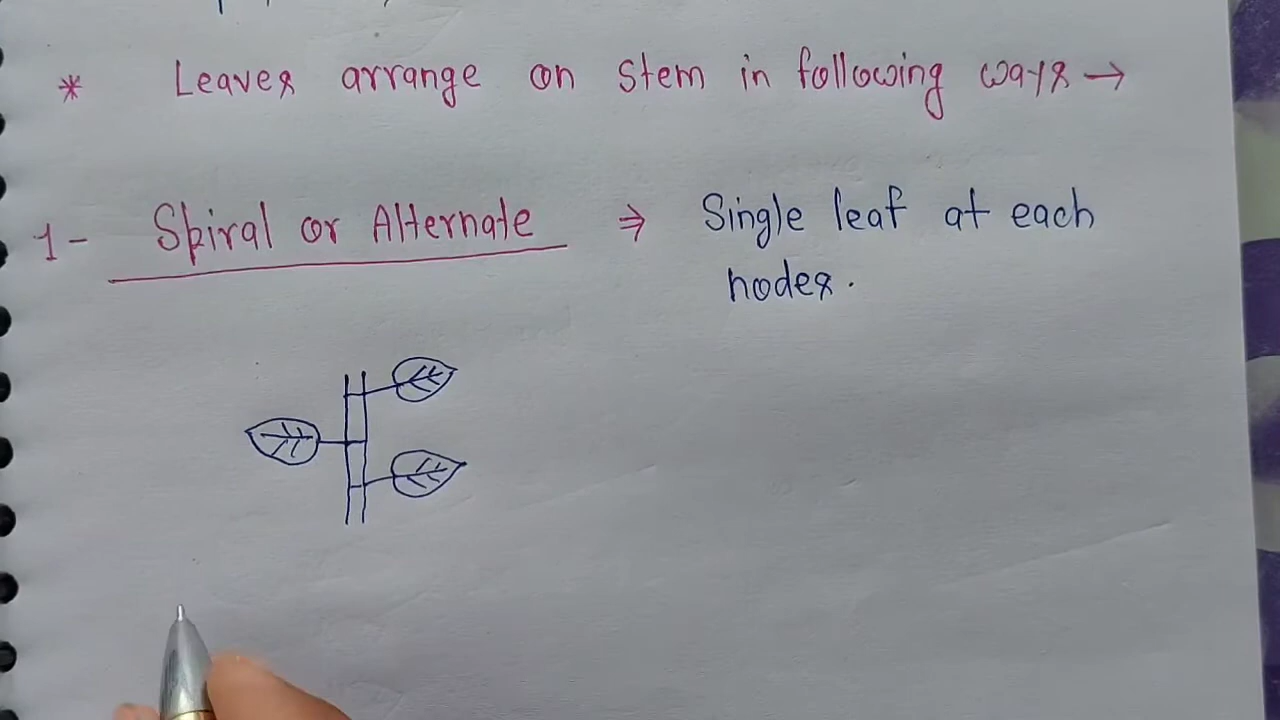 * Leaves arrange on stem in following ways →
1- Spiral or Alternate ⇒ Single leaf at each
nodes.